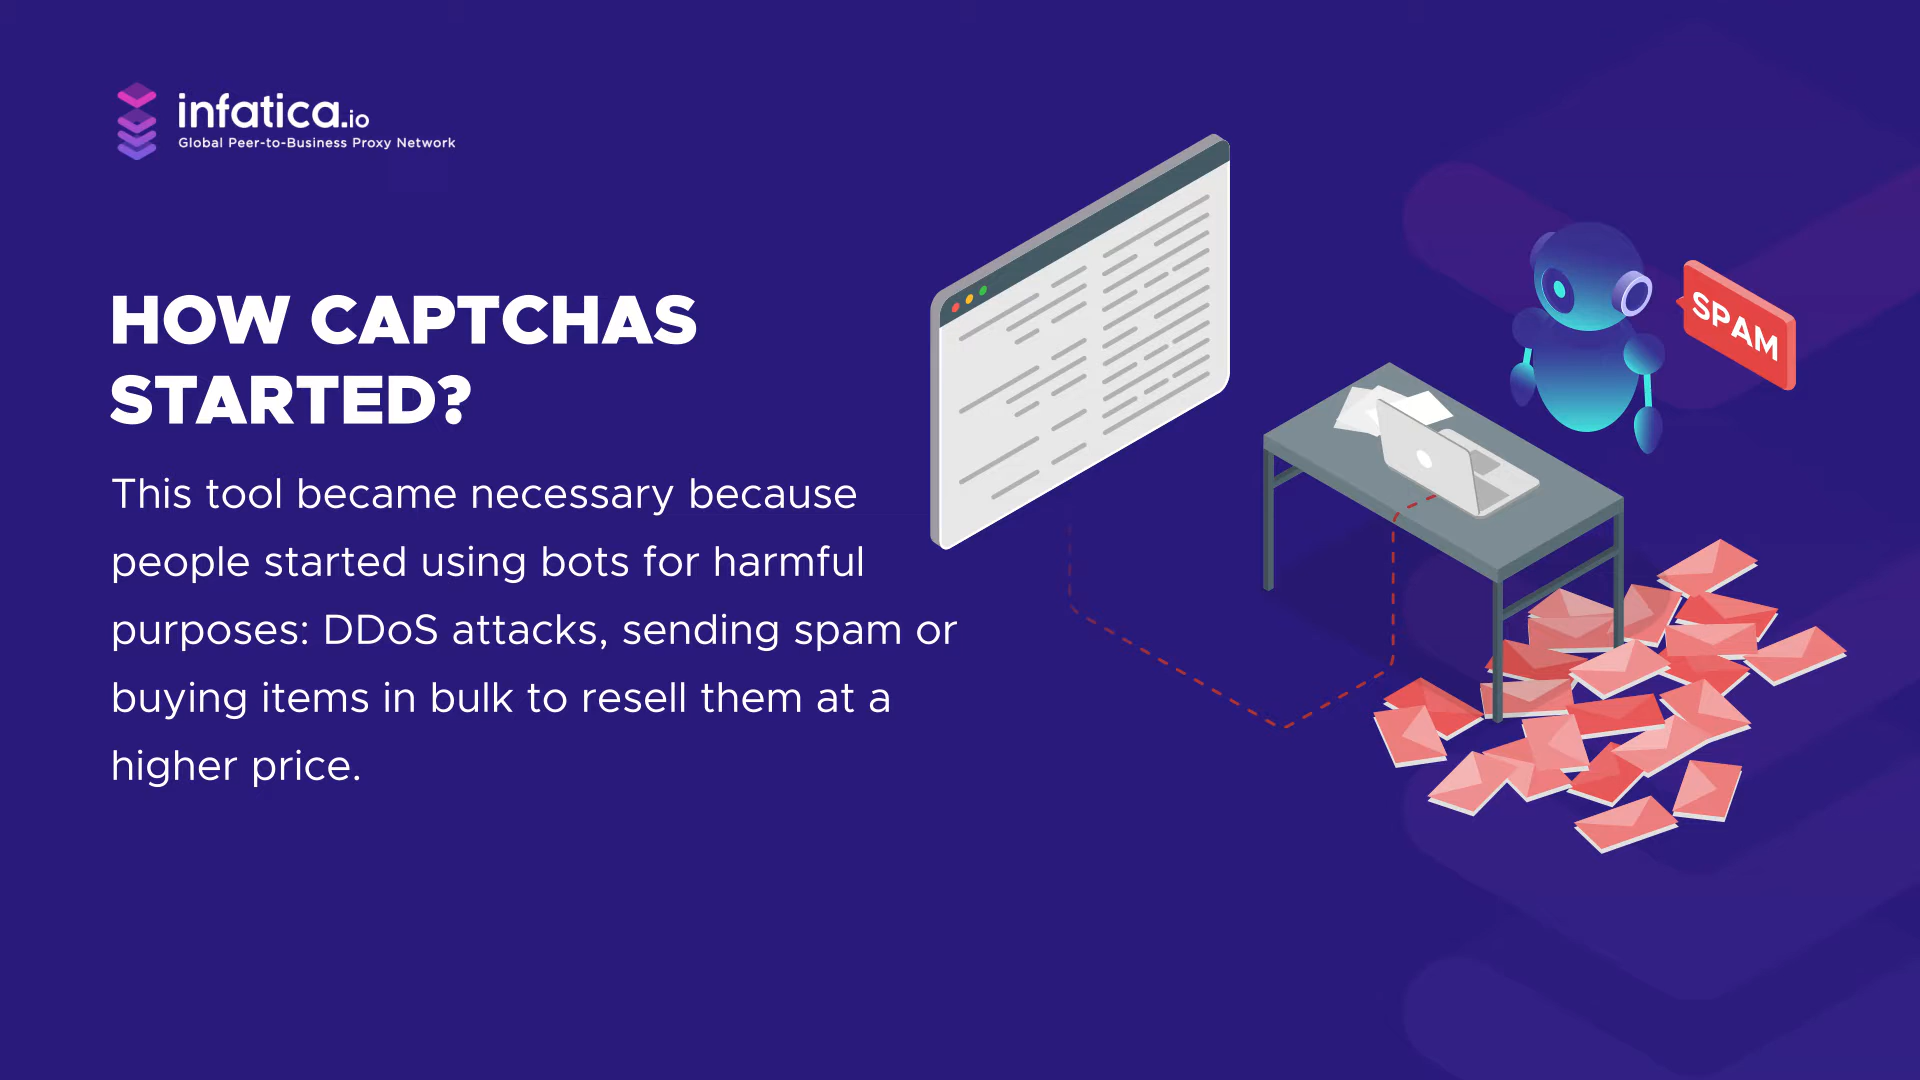 infatica.io
Global Peer-to-Business Proxy Network
HOW CAPTCHAS
STARTED?
This tool became necessary because
people started using bots for harmful
purposes: DDoS attacks, sending spam or
buying items in bulk to resell them at a
higher price.
SPAM